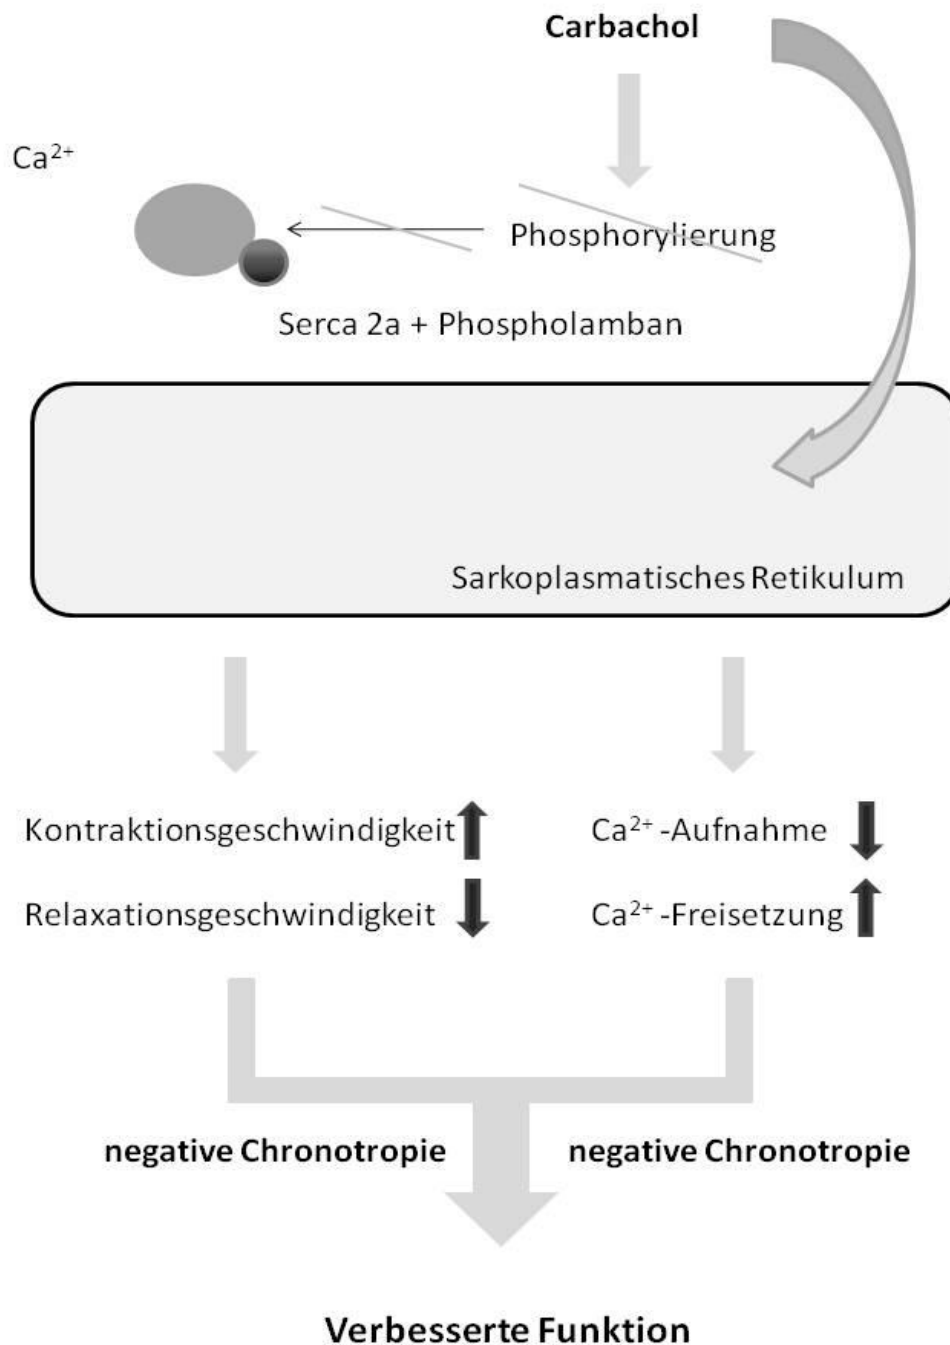 Carbachol
Ca²⁺
Phosphorylierung
Serca 2a + Phospholamban
Sarkoplasmatisches Retikulum
Kontraktionsgeschwindigkeit
Ca²⁺ -Aufnahme
Relaxationsgeschwindigkeit
Ca²⁺ -Freisetzung
negative Chronotropie
negative Chronotropie
Verbesserte Funktion